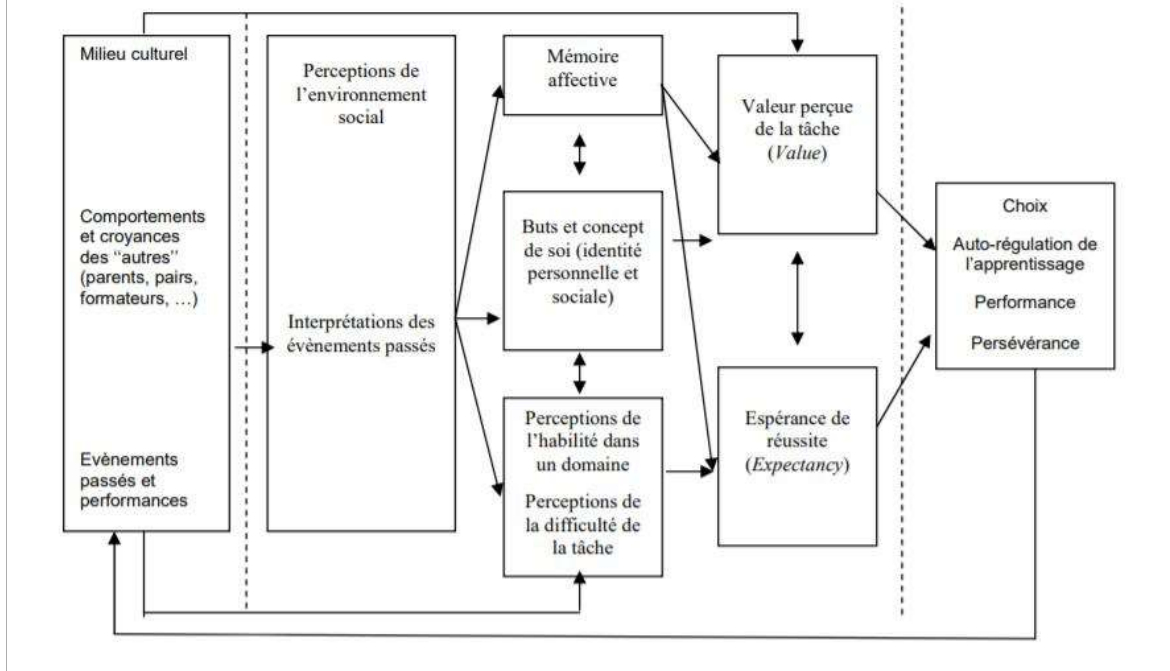 Milieu culturel
Comportements
et croyances
des “autres”
(parents, pairs,
formateurs, …)
Evènements
passés et
performances
Perceptions de
l’environnement
social
Interprétations des
évènements passés
Mémoire
affective
Buts et concept
de soi (identité
personnelle et
sociale)
Perceptions de
l’habilité dans
un domaine
Perceptions de
la difficulté de
la tâche
Valeur perçue
de la tâche
(Value)
Espérance de
réussite
(Expectancy)
Choix
Auto-régulation de
l’apprentissage
Performance
Persévérance